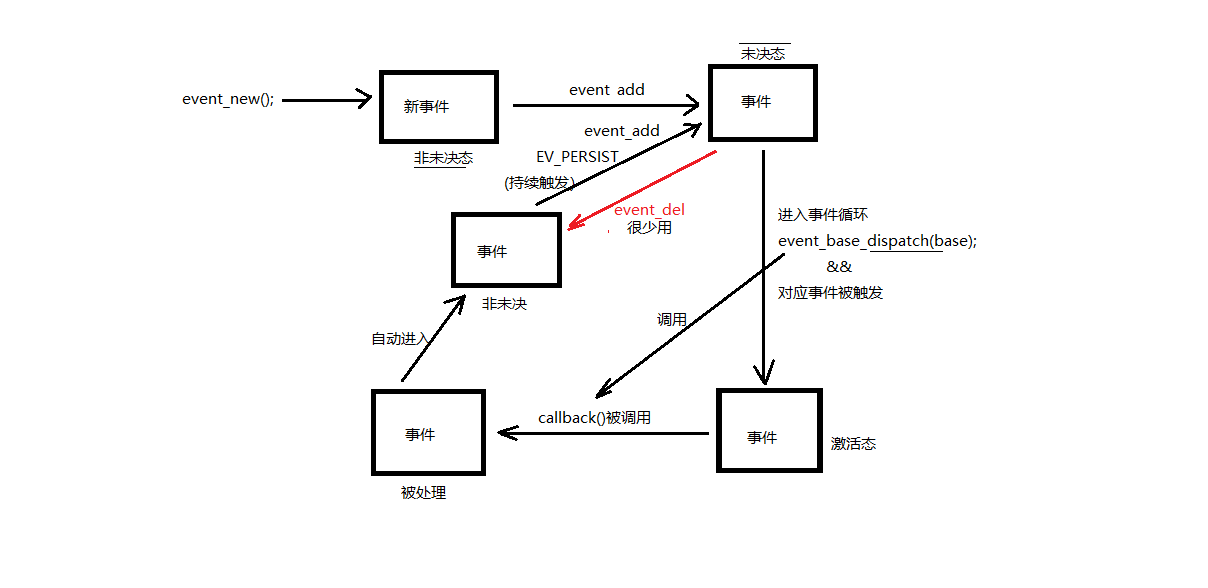 未决态
event_new();
新事件
event add
事件
非未决态
event_add
EV_PERSIST
(持续触发)
event_del
很少用
进入事件循环
event_base_dispatch(base);
&&
对应事件被触发
事件
非未决
调用
自动进入
callback()被调用
事件
被处理
事件
激活态